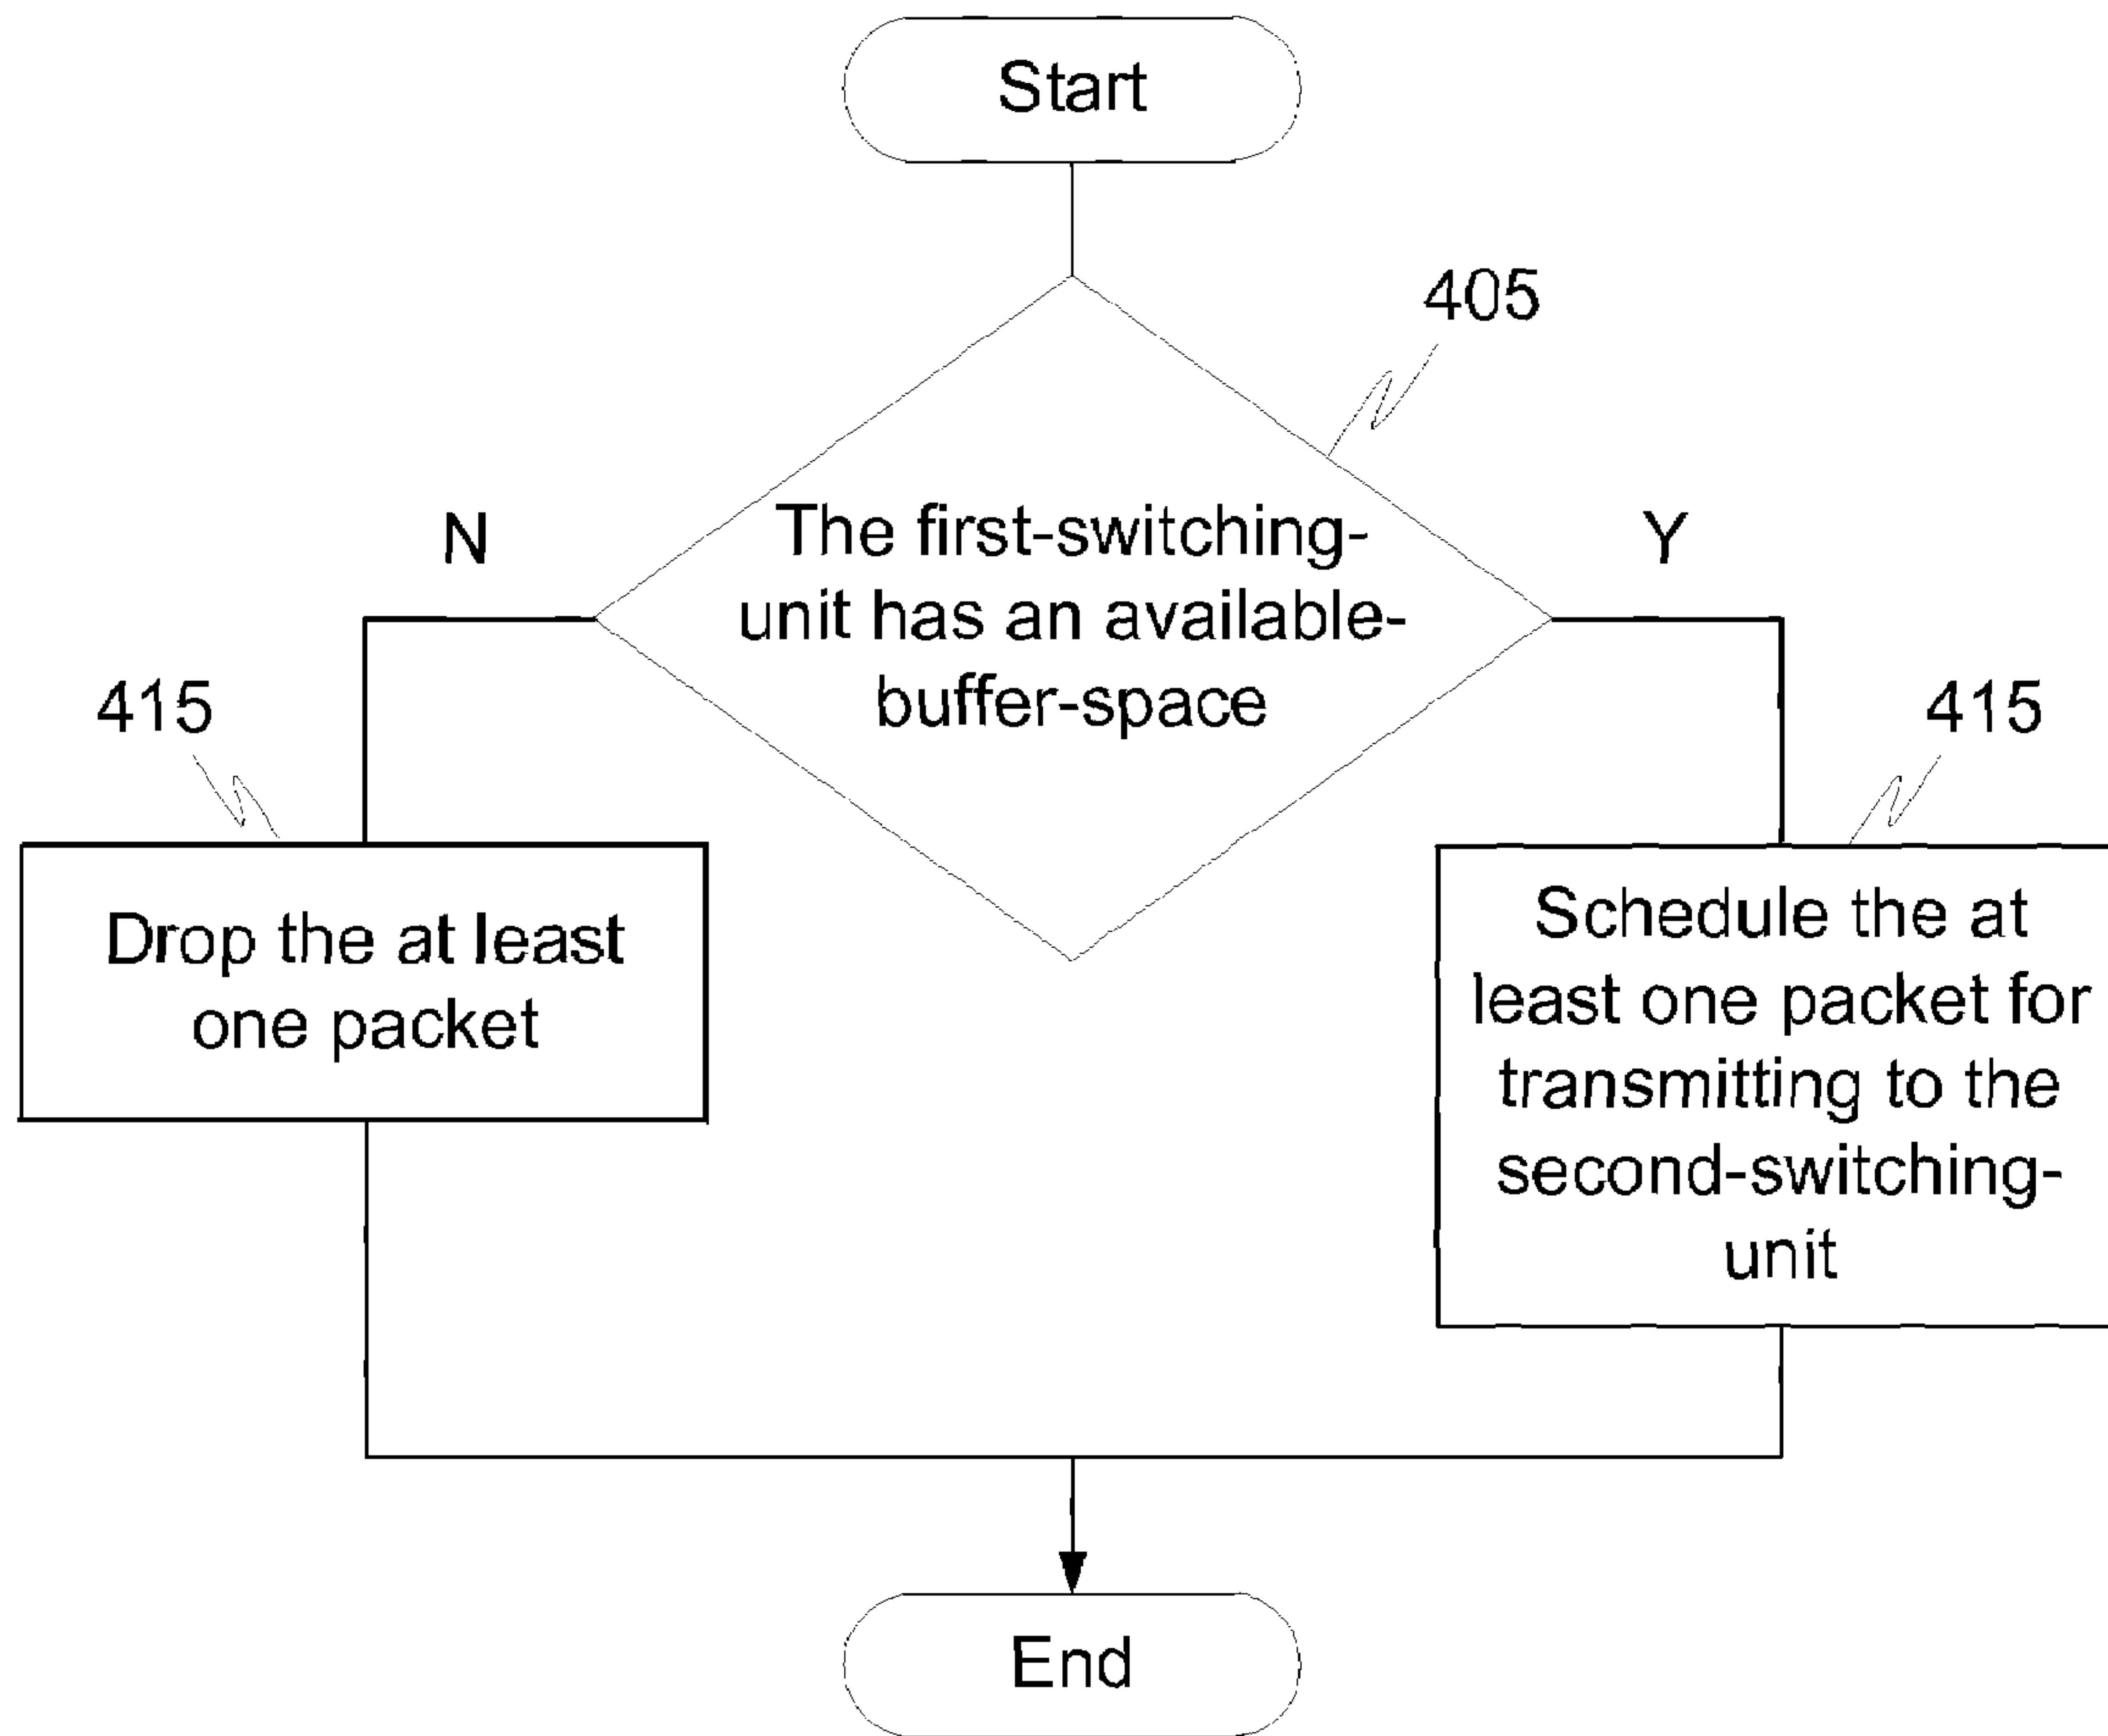 Start
405
The first-switching-
unit has an available-
buffer-space
N
Y
415
415
Drop the at least
one packet
Schedule the at
least one packet for
transmitting to the
second-switching-
unit
End